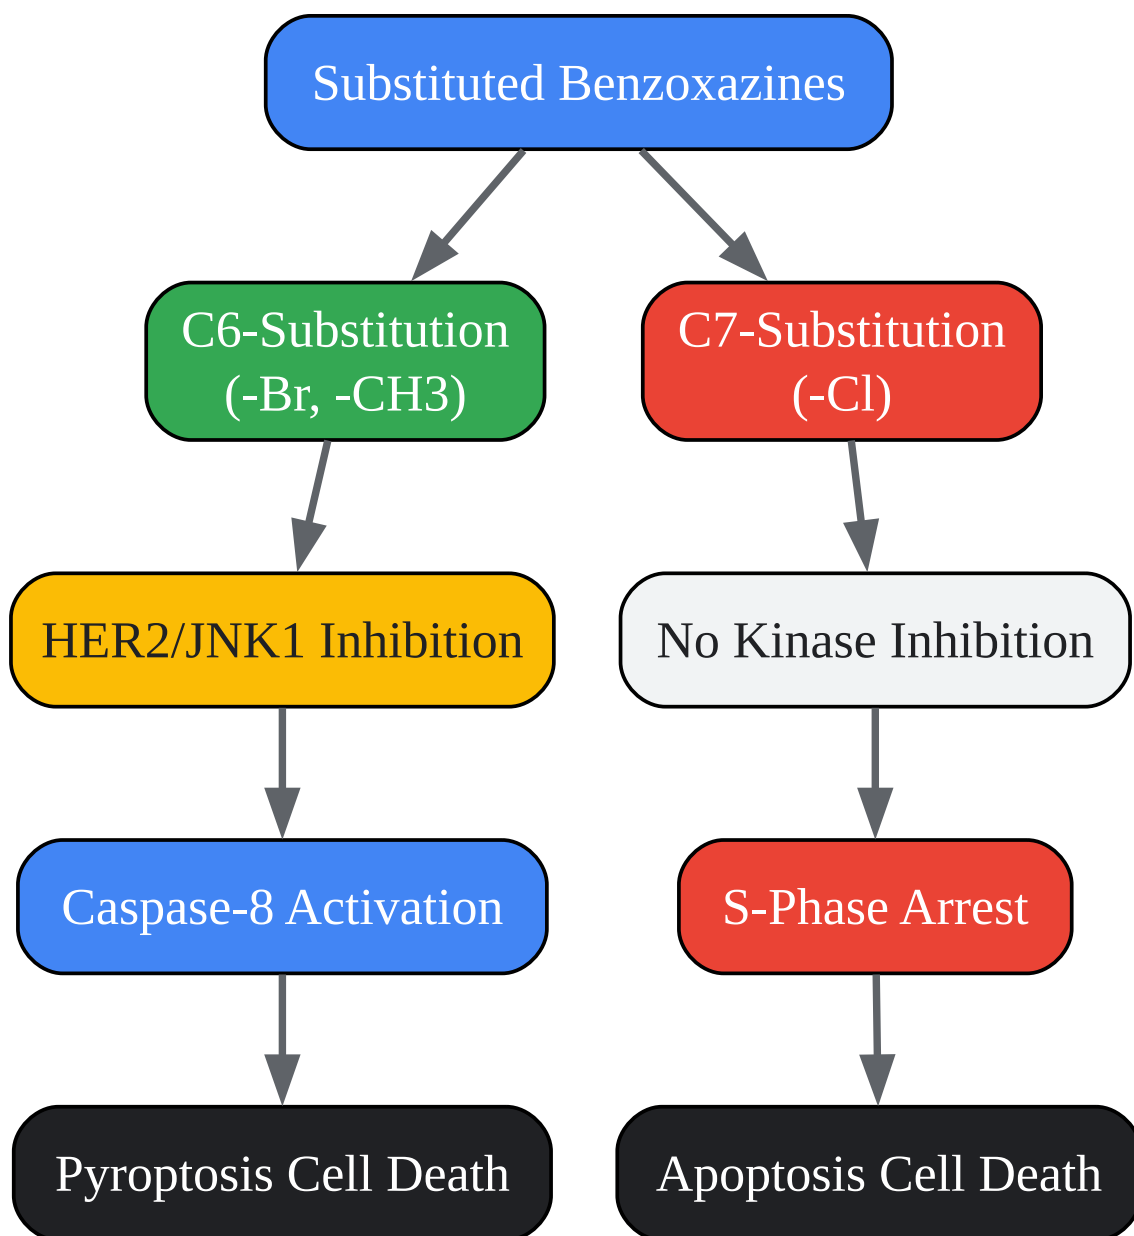 Substituted Benzoxazines
C6-Substitution
(-Br, -CH3)
C7-Substitution
(-Cl)
HER2/JNK1 Inhibition
No Kinase Inhibition
Caspase-8 Activation
S-Phase Arrest
Pyroptosis Cell Death
Apoptosis Cell Death